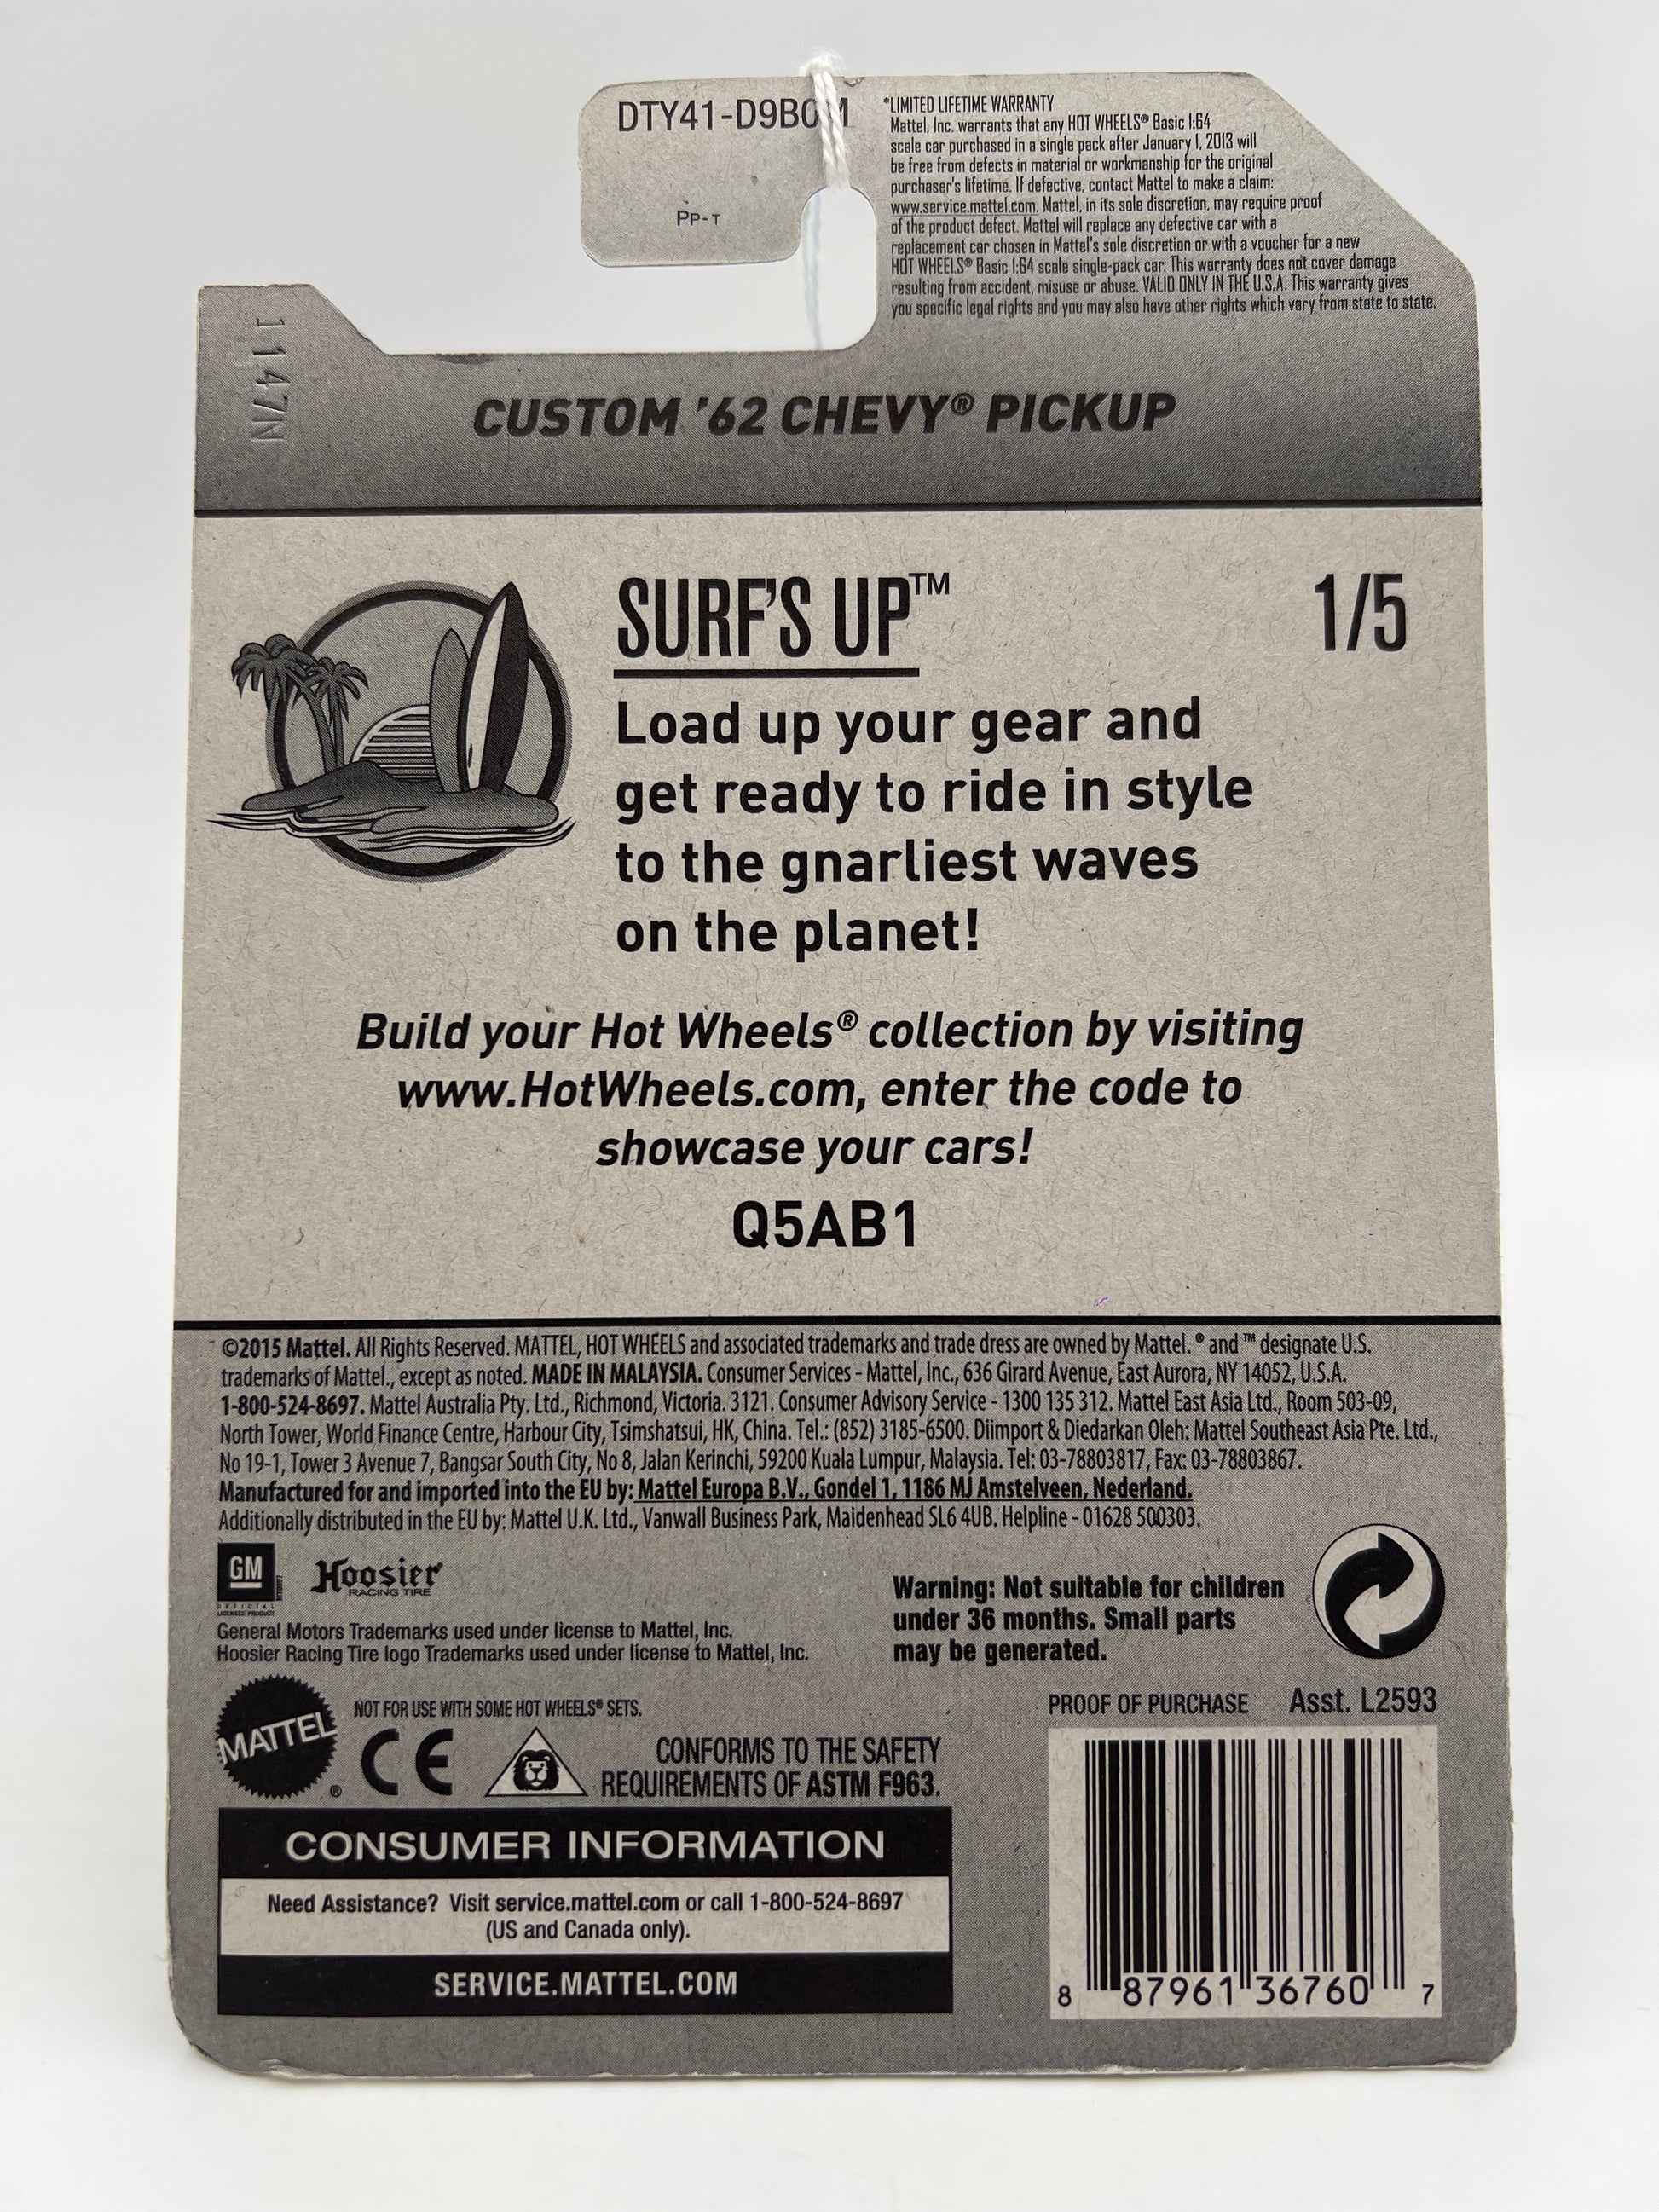 DTY41-D9B0M
Pp-T
*LIMITED LIFETIME WARRANTY
Mattel, Inc. warrants that any HOT WHEELS® Basic 1:64
scale car purchased in a single pack after January 1, 2013 will
be free from defects in material or workmanship for the original
purchaser's lifetime. If defective, contact Mattel to make a claim:
www.service.mattel.com. Mattel, in its sole discretion, may require proof
of the product defect. Mattel will replace any defective car with a
replacement car chosen in Mattel's sole discretion or with a voucher for a new
HOT WHEELS® Basic 1:64 scale single-pack car. This warranty does not cover damage
resulting from accident, misuse or abuse. VALID ONLY IN THE U.S.A. This warranty gives
you specific legal rights and you may also have other rights which vary from state to state.
1147N
CUSTOM '62 CHEVY® PICKUP
SURF'S UP™ 1/5
Load up your gear and
get ready to ride in style
to the gnarliest waves
on the planet!
Build your Hot Wheels® collection by visiting
www.HotWheels.com, enter the code to
showcase your cars!
Q5AB1
©2015 Mattel. All Rights Reserved. MATTEL, HOT WHEELS and associated trademarks and trade dress are owned by Mattel. ® and ™ designate U.S.
trademarks of Mattel., except as noted. MADE IN MALAYSIA. Consumer Services - Mattel, Inc., 636 Girard Avenue, East Aurora, NY 14052, U.S.A.
1-800-524-8697. Mattel Australia Pty. Ltd., Richmond, Victoria. 3121. Consumer Advisory Service - 1300 135 312. Mattel East Asia Ltd., Room 503-09,
North Tower, World Finance Centre, Harbour City, Tsimshatsui, HK, China. Tel.: (852) 3185-6500. Diimport & Diedarkan Oleh: Mattel Southeast Asia Pte. Ltd.,
No 19-1, Tower 3 Avenue 7, Bangsar South City, No 8, Jalan Kerinchi, 59200 Kuala Lumpur, Malaysia. Tel: 03-78803817, Fax: 03-78803867.
Manufactured for and imported into the EU by: Mattel Europa B.V., Gondel 1, 1186 MJ Amstelveen, Nederland.
Additionally distributed in the EU by: Mattel U.K. Ltd., Vanwall Business Park, Maidenhead SL6 4UB. Helpline - 01628 500303.
GM
OFFICIAL
LICENSED PRODUCT
Hoosier
RACING TIRE
General Motors Trademarks used under license to Mattel, Inc.
Hoosier Racing Tire logo Trademarks used under license to Mattel, Inc.
Warning: Not suitable for children
under 36 months. Small parts
may be generated.
MATTEL®
NOT FOR USE WITH SOME HOT WHEELS® SETS.
CE
CONFORMS TO THE SAFETY
REQUIREMENTS OF ASTM F963.
PROOF OF PURCHASE Asst. L2593
CONSUMER INFORMATION
Need Assistance? Visit service.mattel.com or call 1-800-524-8697
(US and Canada only).
SERVICE.MATTEL.COM
8 87961 36760 7